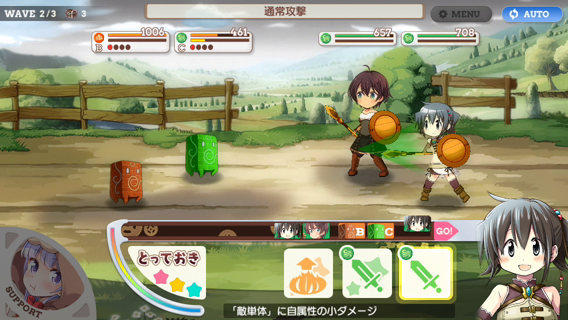 WAVE 2/3 3
通常攻撃
MENU
AUTO
1006
B
461
C
657
708
B
C
GO!
とっておき
SUPPORT
「敵単体」に自属性の小ダメージ